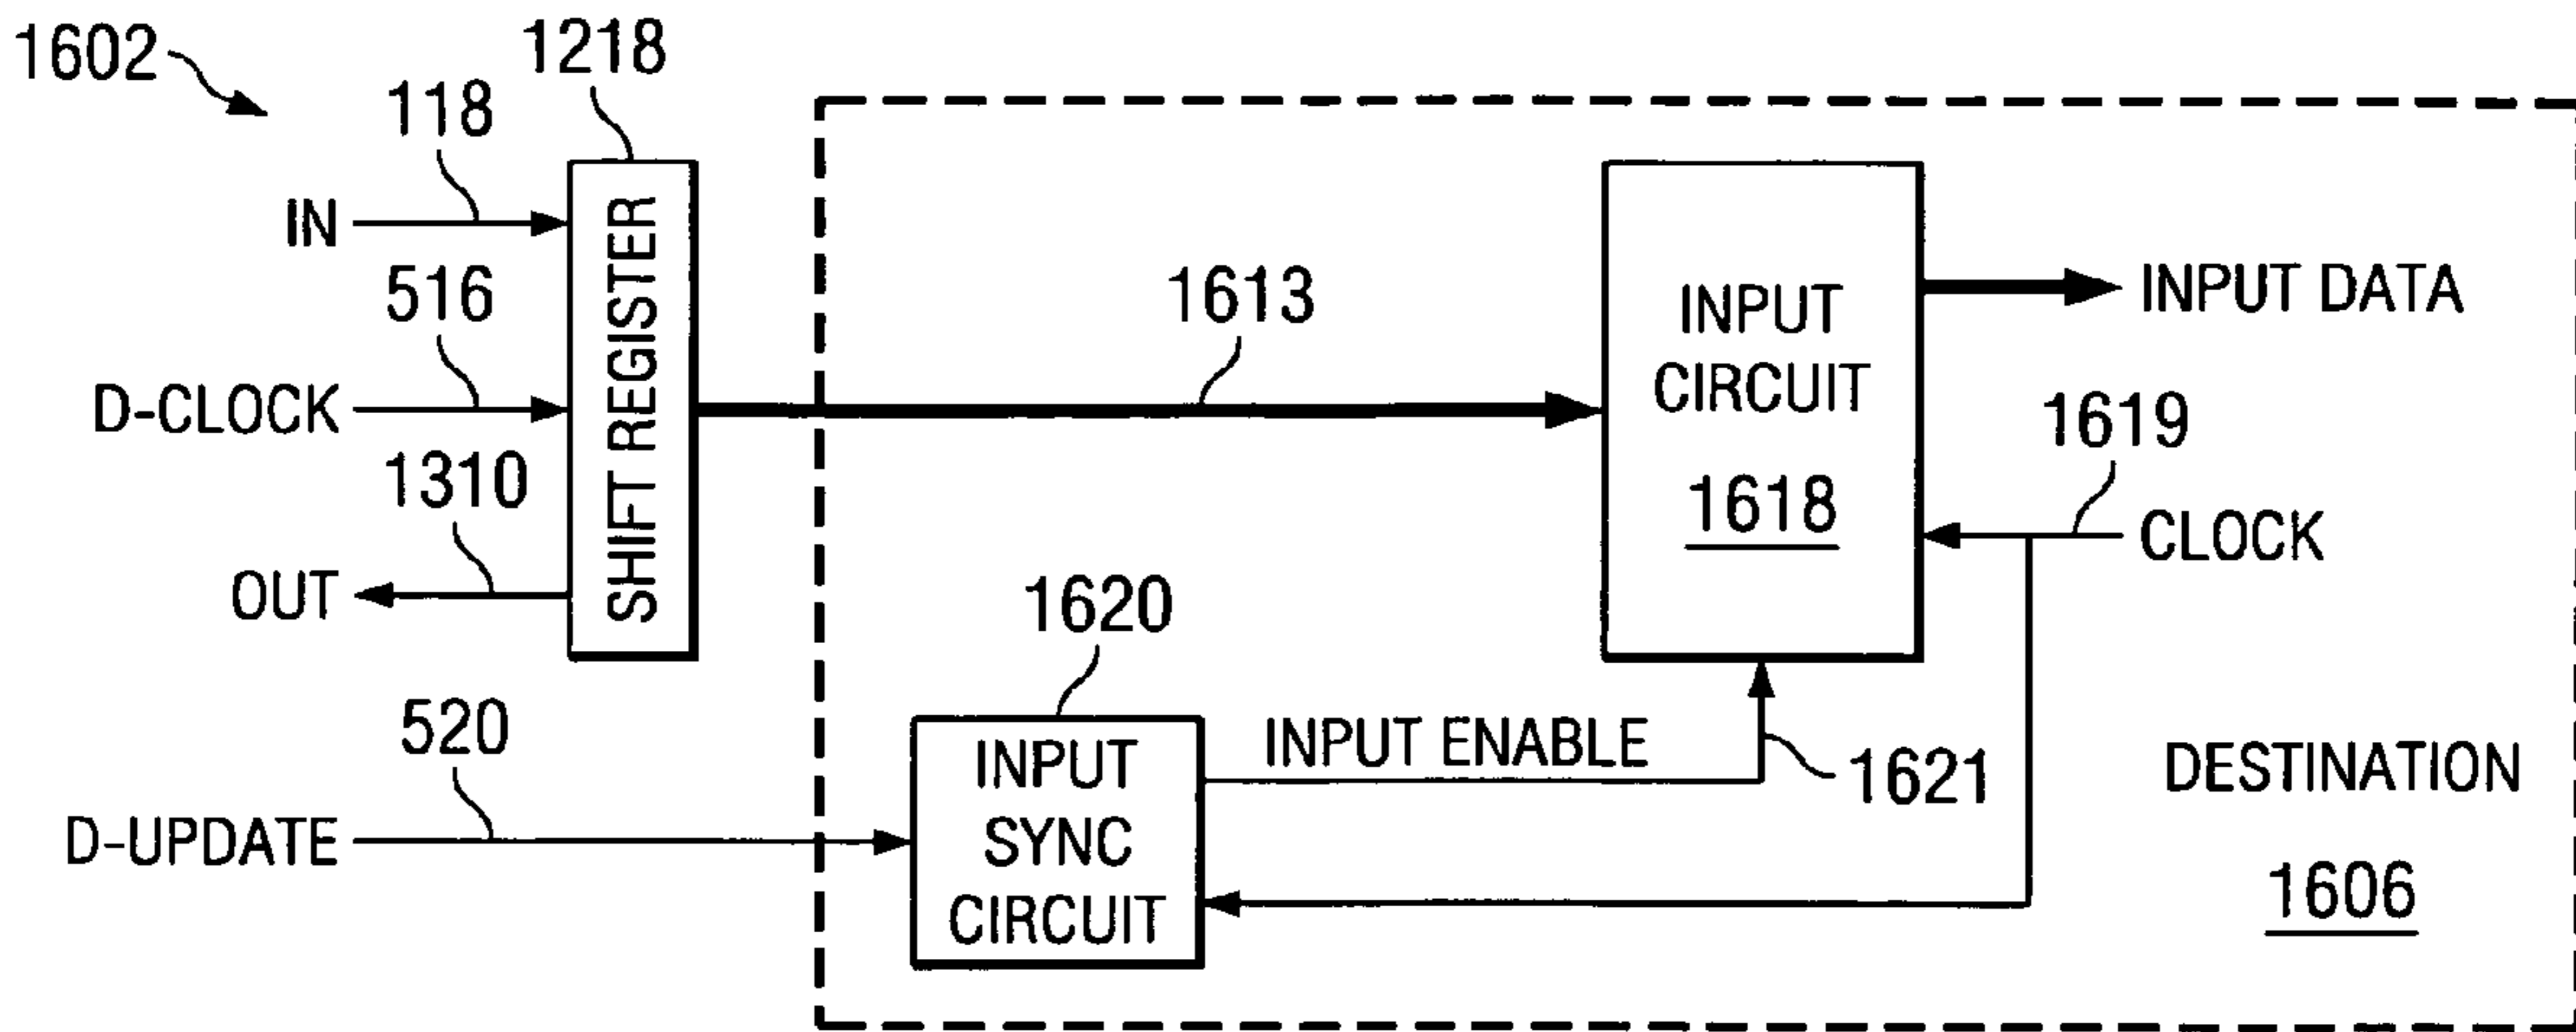 1602
1218
118
IN
516
D-CLOCK
1310
OUT
SHIFT REGISTER
1613
INPUT
CIRCUIT
1618
INPUT DATA
1619
CLOCK
1620
520
D-UPDATE
INPUT
SYNC
CIRCUIT
INPUT ENABLE
1621
DESTINATION
1606